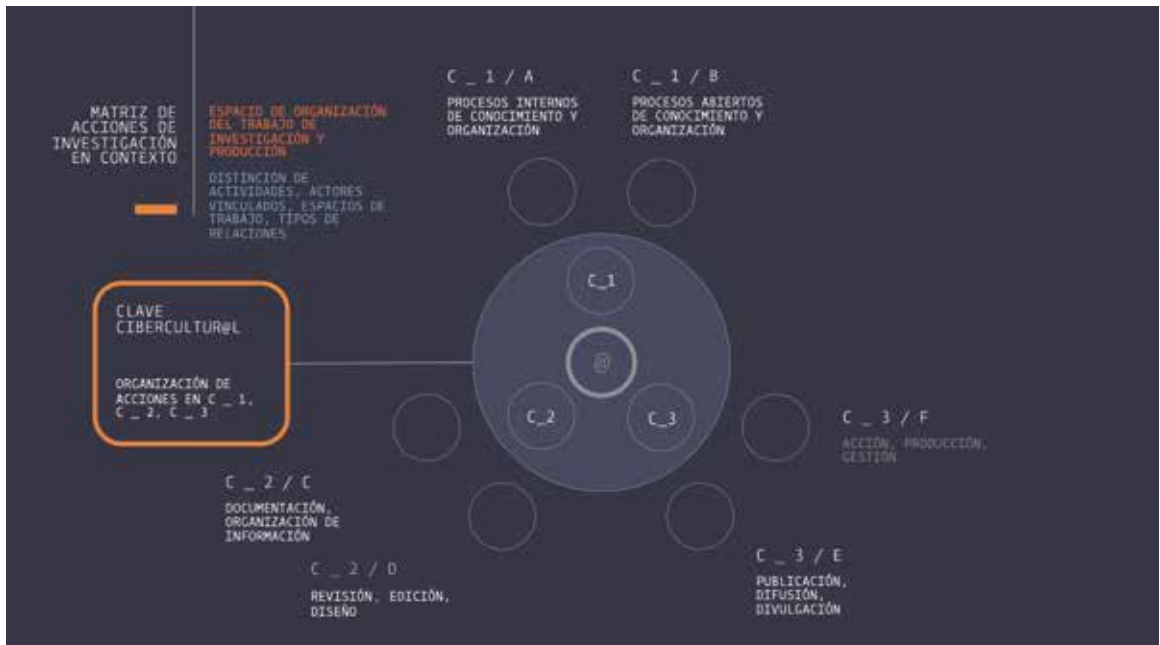 MATRIZ DE
ACCIONES DE
INVESTIGACIÓN
EN CONTEXTO
ESPACIO DE ORGANIZACIÓN
DEL TRABAJO DE
INVESTIGACIÓN Y
PRODUCCIÓN
DISTINCIÓN DE
ACTIVIDADES, ACTORES
VINCULADOS, ESPACIOS DE
TRABAJO, TIPOS DE
RELACIONES
C _ 1 / A
PROCESOS INTERNOS
DE CONOCIMIENTO Y
ORGANIZACIÓN
C _ 1 / B
PROCESOS ABIERTOS
DE CONOCIMIENTO Y
ORGANIZACIÓN
CLAVE
CIBERCULTUR@L
ORGANIZACIÓN DE
ACCIONES EN C _ 1,
C _ 2, C _ 3
C_1
@
C_2
C_3
C _ 3 / F
ACCIÓN, PRODUCCIÓN,
GESTIÓN
C _ 2 / C
DOCUMENTACIÓN,
ORGANIZACIÓN DE
INFORMACIÓN
C _ 2 / D
REVISIÓN, EDICIÓN,
DISEÑO
C _ 3 / E
PUBLICACIÓN,
DIFUSIÓN,
DIVULGACIÓN